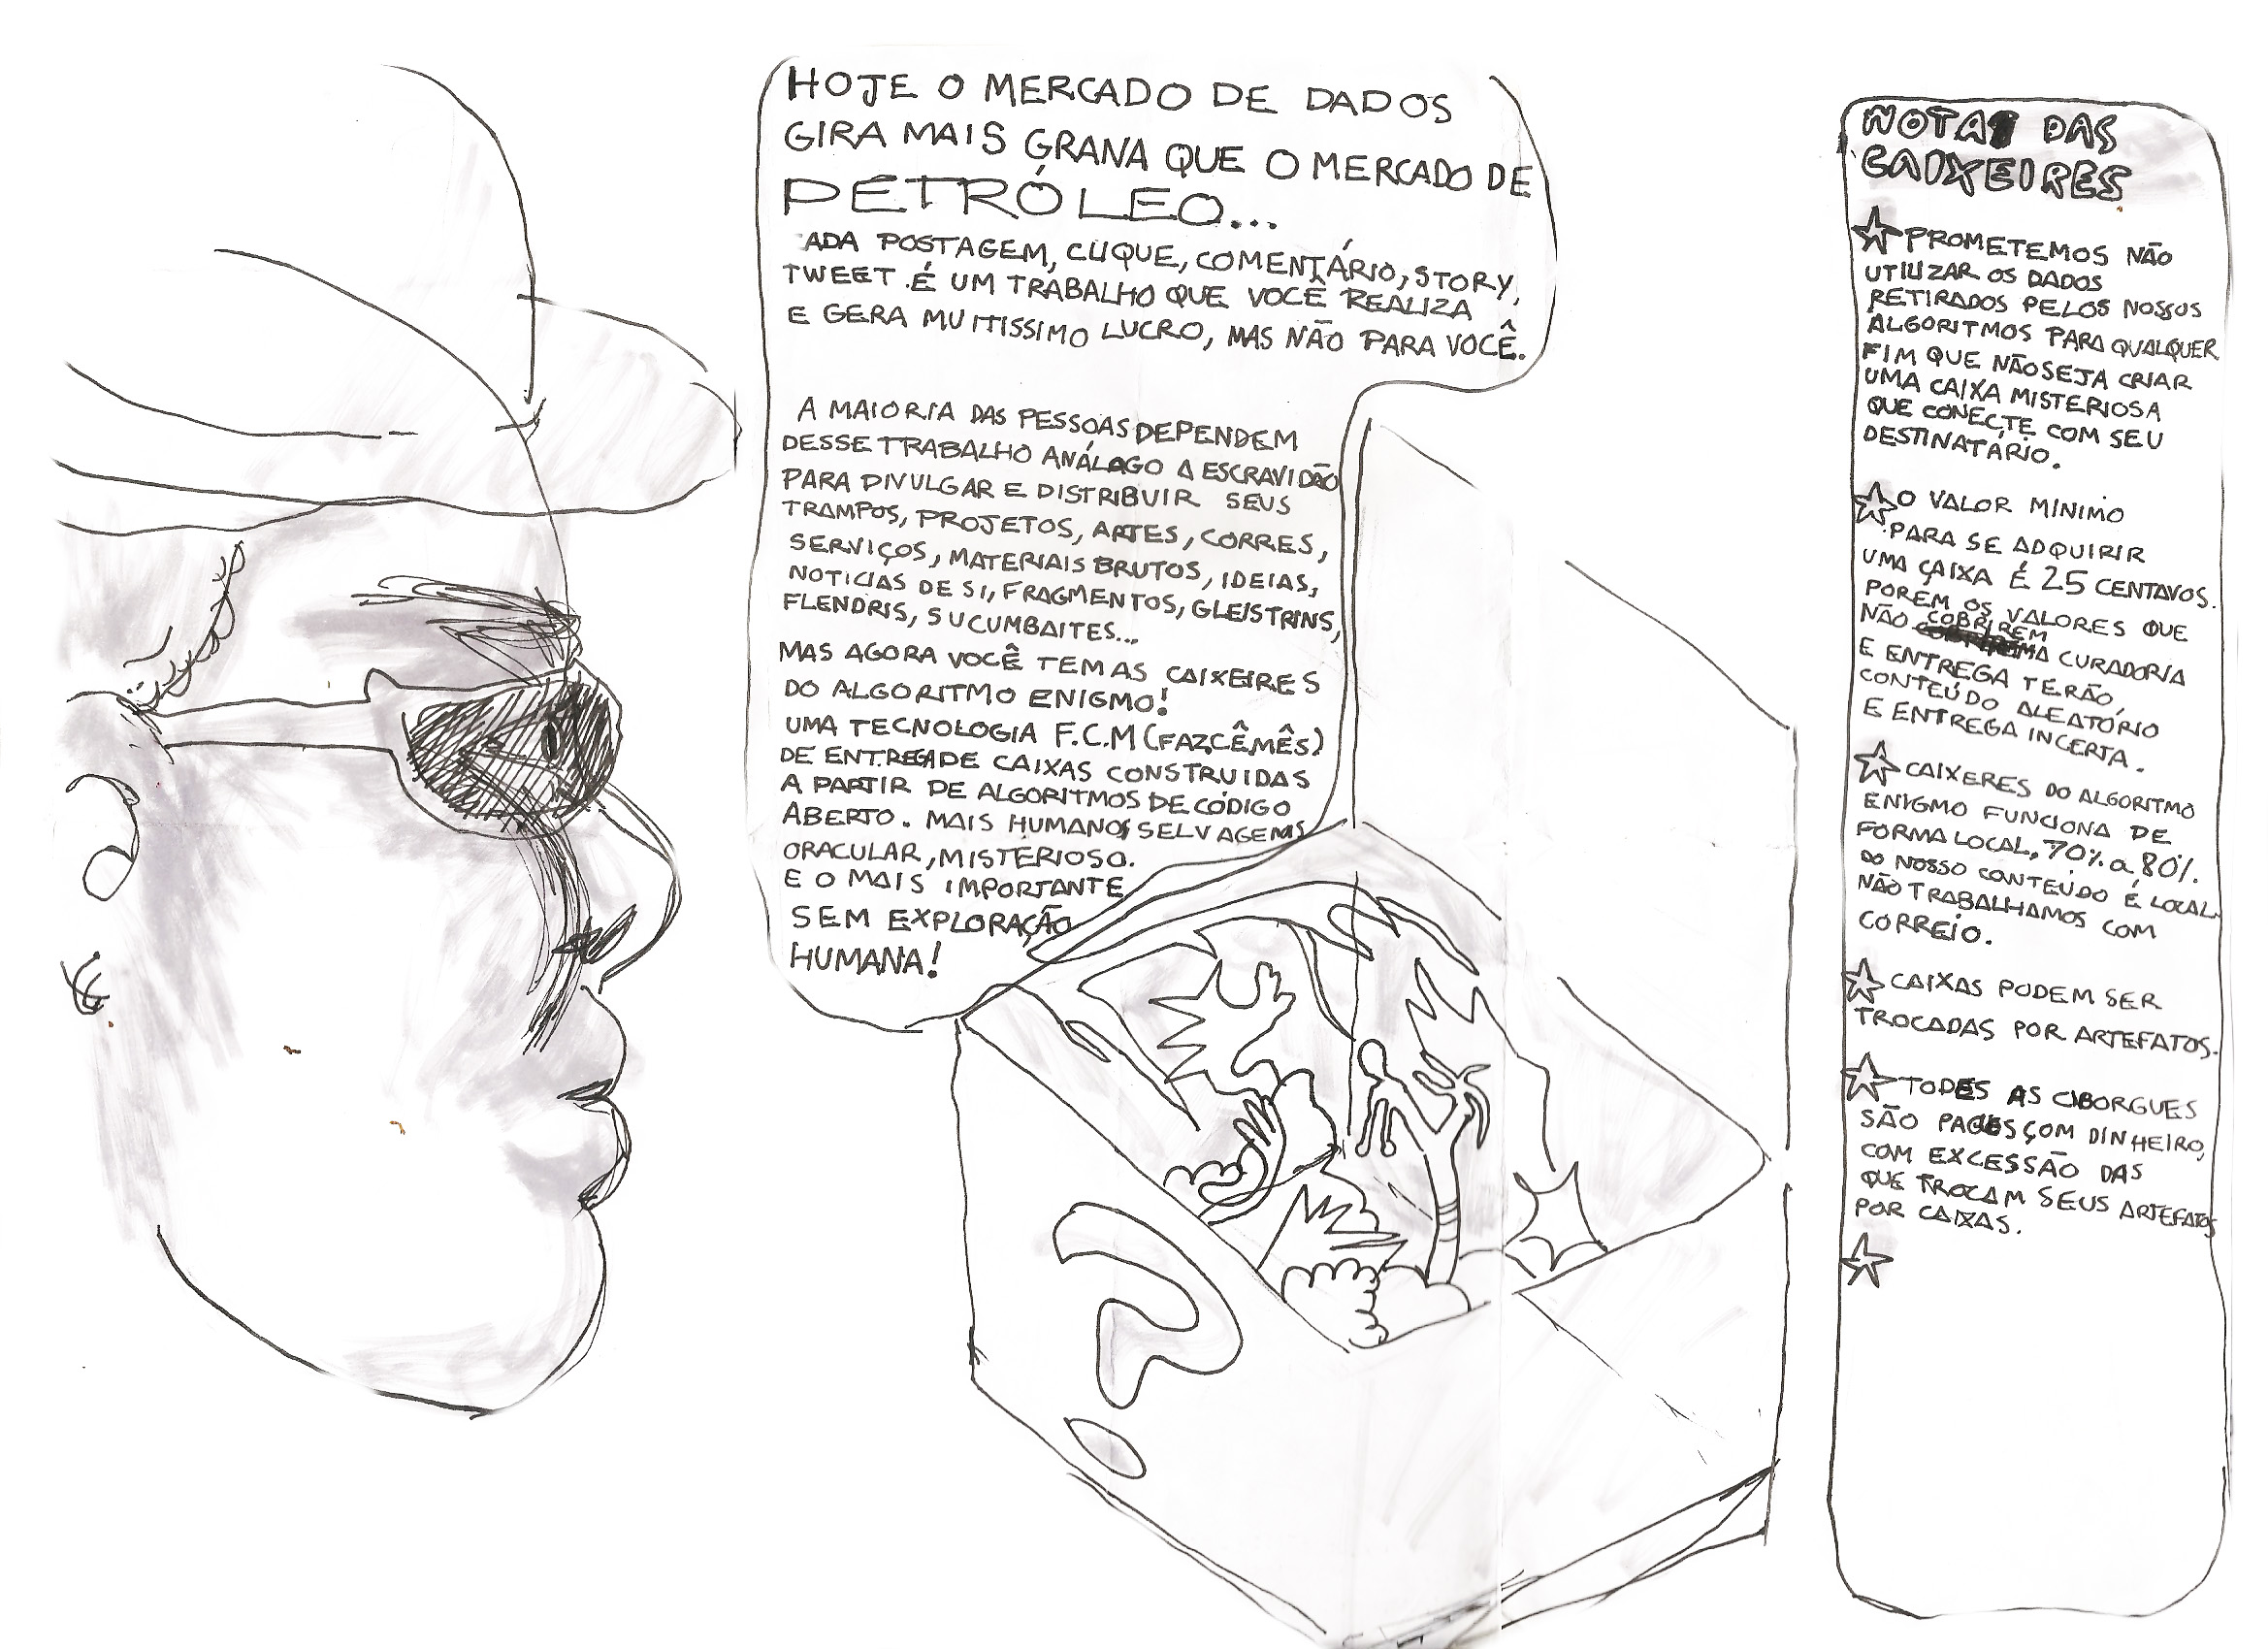 HOJE O MERCADO DE DADOS
GIRA MAIS GRANA QUE O MERCADO DE
PETRÓLEO...
ADA POSTAGEM, CLIQUE, COMENTÁRIO, STORY,
TWEET É UM TRABALHO QUE VOCÊ REALIZA
E GERA MUITISSIMO LUCRO, MAS NÃO PARA VOCÊ.
A MAIORIA DAS PESSOAS DEPENDEM
DESSE TRABALHO ANÁLAGO A ESCRAVIDÃO
PARA DIVULGAR E DISTRIBUIR SEUS
TRAMPOS, PROJETOS, ARTES, CORRES,
SERVIÇOS, MATERIAIS BRUTOS, IDEIAS,
NOTICIAS DE SI, FRAGMENTOS, GLEISTRINS,
FLENDRIS, SUCUMBAITES...
MAS AGORA VOCÊ TEM AS CAIXEIRES
DO ALGORITMO ENIGMO!
UMA TECNOLOGIA F.C.M (FAZCÊMÊS)
DE ENTREGA DE CAIXAS CONSTRUIDAS
A PARTIR DE ALGORITMOS DE CÓDIGO
ABERTO. MAIS HUMANO, SELVAGEMS
ORACULAR, MISTERIOSO.
E O MAIS IMPORTANTE
SEM EXPLORAÇÃO
HUMANA!
NOTAS DAS
CAIXEIRES
PROMETEMOS NÃO
UTILIZAR OS DADOS
RETIRADOS PELOS NOSSOS
ALGORITMOS PARA QUALQUER
FIM QUE NÃO SEJA CRIAR
UMA CAIXA MISTERIOSA
QUE CONECTE COM SEU
DESTINATÁRIO.
O VALOR MINIMO
PARA SE ADQUIRIR
UMA CAIXA É 25 CENTAVOS.
POREM OS VALORES QUE
NÃO COBRIREM A CURADORIA
E ENTREGA TERÃO
CONTEÚDO ALEATÓRIO
E ENTREGA INCERTA.
CAIXERES DO ALGORITMO
ENIGMO FUNCIONA DE
FORMA LOCAL, 70% a 80%
DO NOSSO CONTEÚDO É LOCAL
NÃO TRABALHAMOS COM
CORREIO.
CAIXAS PODEM SER
TROCADAS POR ARTEFATOS.
TODES AS CIBORGUES
SÃO PAGES COM DINHEIRO,
COM EXCESSÃO DAS
QUE TROCAM SEUS ARTEFATOS
POR CAIXAS.